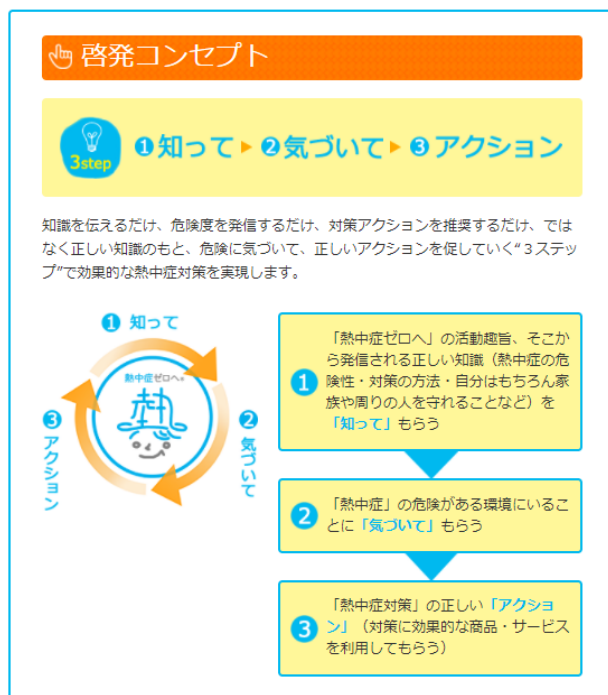 啓発コンセプト
3step
❶知って▶❷気づいて▶❸アクション
知識を伝えるだけ、危険度を発信するだけ、対策アクションを推奨するだけ、では
なく正しい知識のもと、危険に気づいて、正しいアクションを促していく“３ステッ
プ”で効果的な熱中症対策を実現します。
❶ 知って
熱中症ゼロへ®
熱
❷ 気づいて
❸ アクション
❶
「熱中症ゼロへ」の活動趣旨、そこか
ら発信される正しい知識（熱中症の危
険性・対策の方法・自分はもちろん家
族や周りの人を守れることなど）を
「知って」もらう
❷
「熱中症」の危険がある環境にいるこ
とに「気づいて」もらう
❸
「熱中症対策」の正しい「アクショ
ン」（対策に効果的な商品・サービス
を利用してもらう）